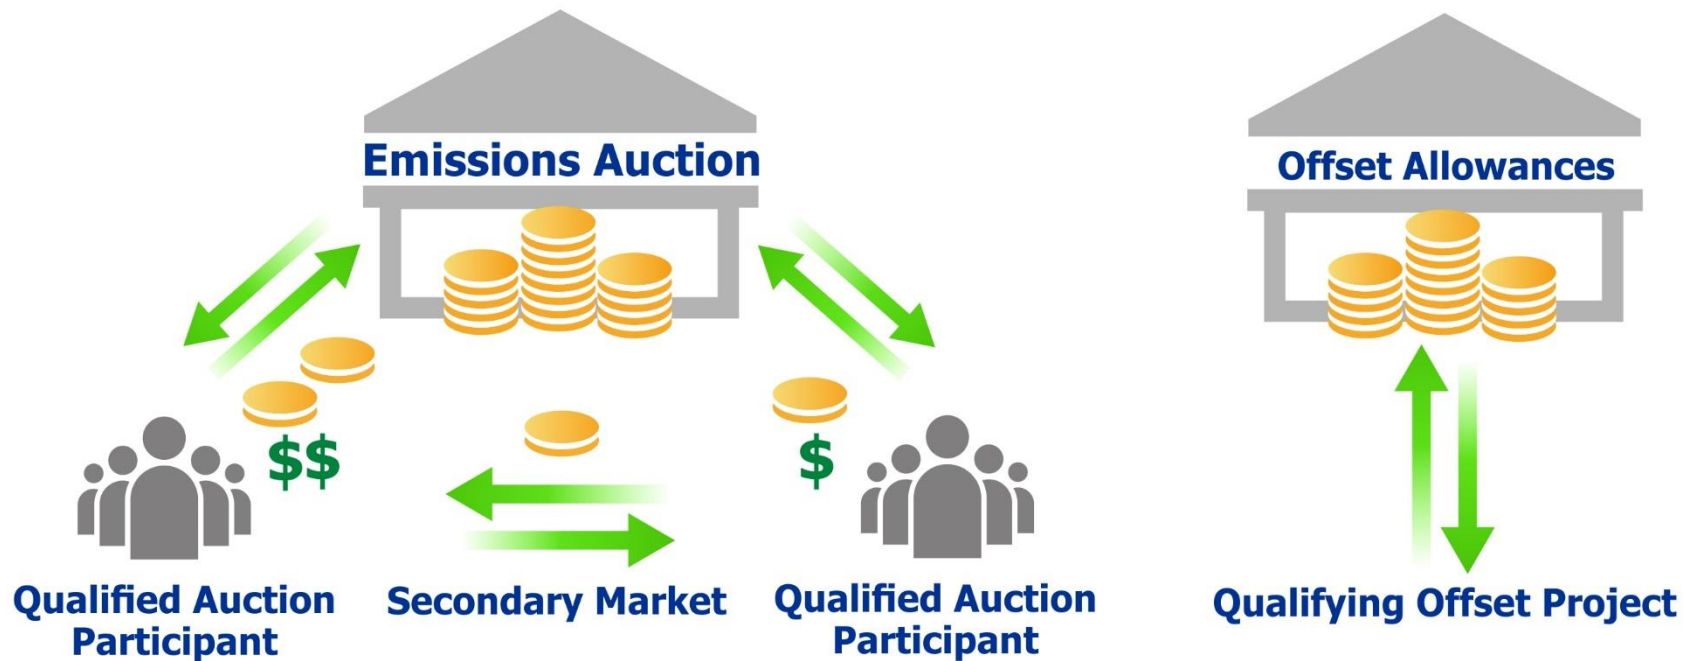 Emissions Auction
Offset Allowances
$$
$
Qualified Auction
Participant
Secondary Market
Qualified Auction
Participant
Qualifying Offset Project